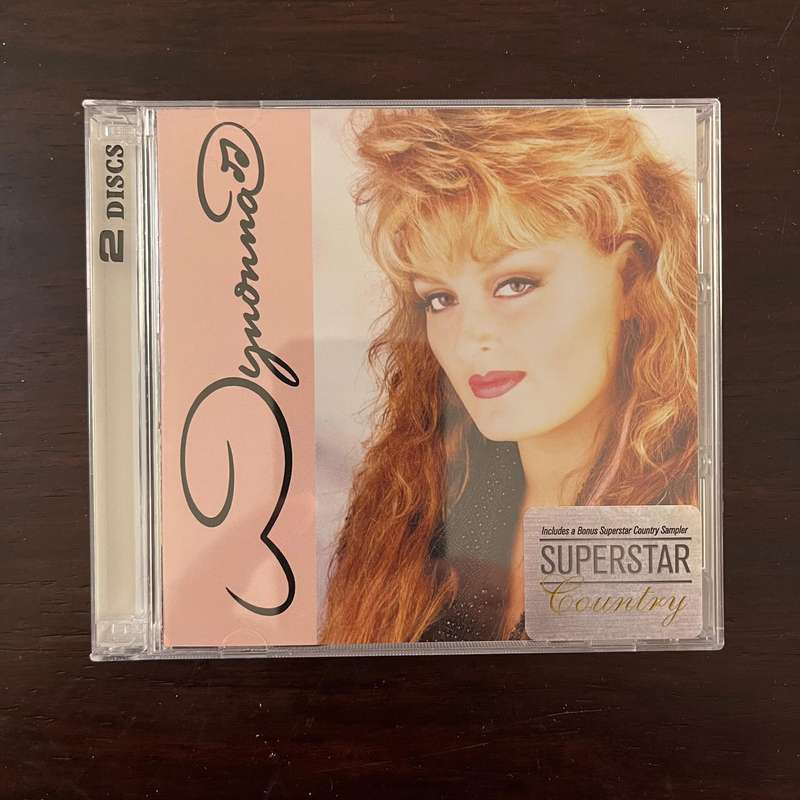 2 DISCS
Wynonna
Includes a Bonus Superstar Country Sampler
SUPERSTAR
Country